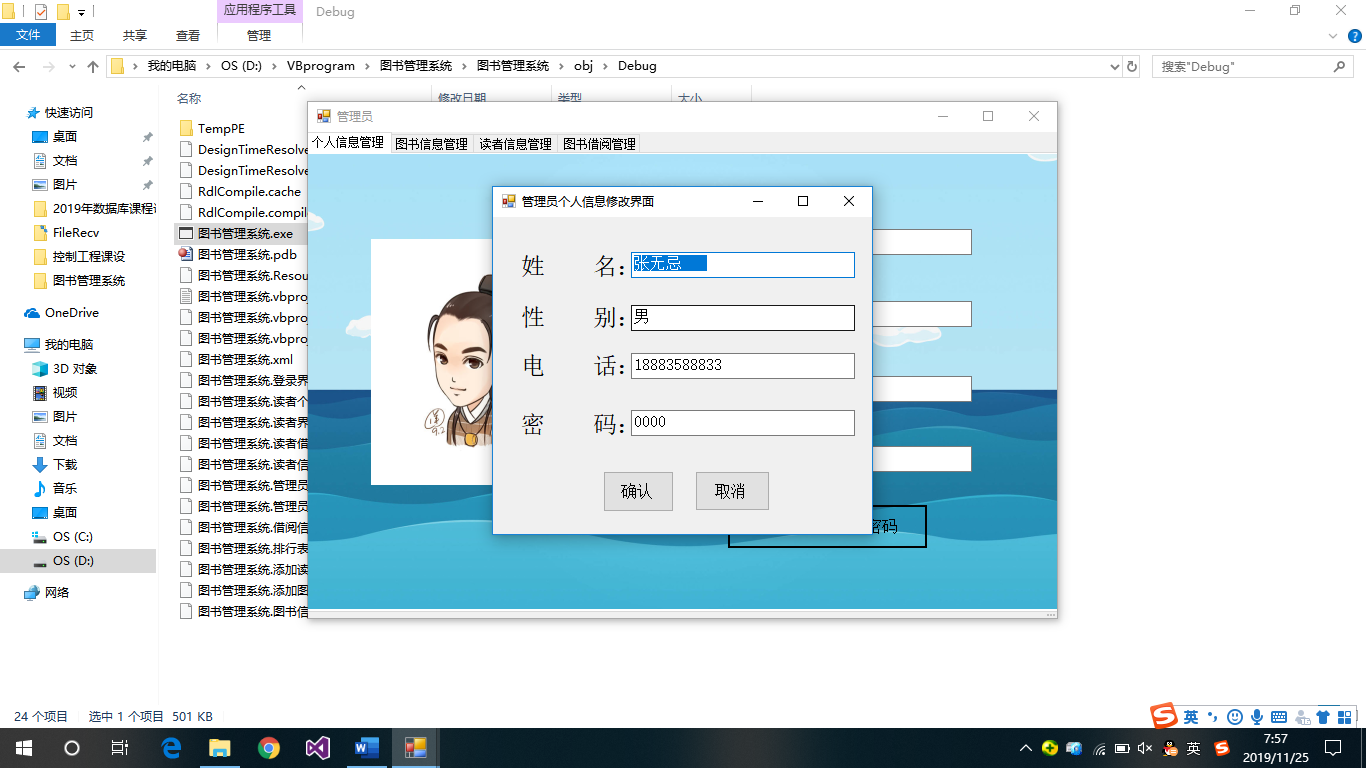 应用程序工具
Debug
文件
主页
共享
查看
管理
我的电脑
OS (D:)
VBprogram
图书管理系统
图书管理系统
obj
Debug
搜索"Debug"
快速访问
桌面
文档
图片
2019年数据库课程
FileRecv
控制工程课设
图书管理系统
OneDrive
我的电脑
3D 对象
视频
图片
文档
下载
音乐
桌面
OS (C:)
OS (D:)
网络
名称
修改日期
类型
大小
TempPE
DesignTimeResolve
DesignTimeResolve
RdlCompile.cache
RdlCompile.compil
图书管理系统.exe
图书管理系统.pdb
图书管理系统.Resou
图书管理系统.vbproj
图书管理系统.vbproj
图书管理系统.vbproj
图书管理系统.xml
图书管理系统.登录界
图书管理系统.读者个
图书管理系统.读者界
图书管理系统.读者借
图书管理系统.读者信
图书管理系统.管理员
图书管理系统.管理员
图书管理系统.借阅信
图书管理系统.排行表
图书管理系统.添加读
图书管理系统.添加图
图书管理系统.图书信
管理员
个人信息管理
图书信息管理
读者信息管理
图书借阅管理
管理员个人信息修改界面
姓 名：张无忌
性 别：男
电 话：18883588833
密 码：0000
确认
取消
密码
24 个项目
选中 1 个项目 501 KB
英
英
7:57
2019/11/25